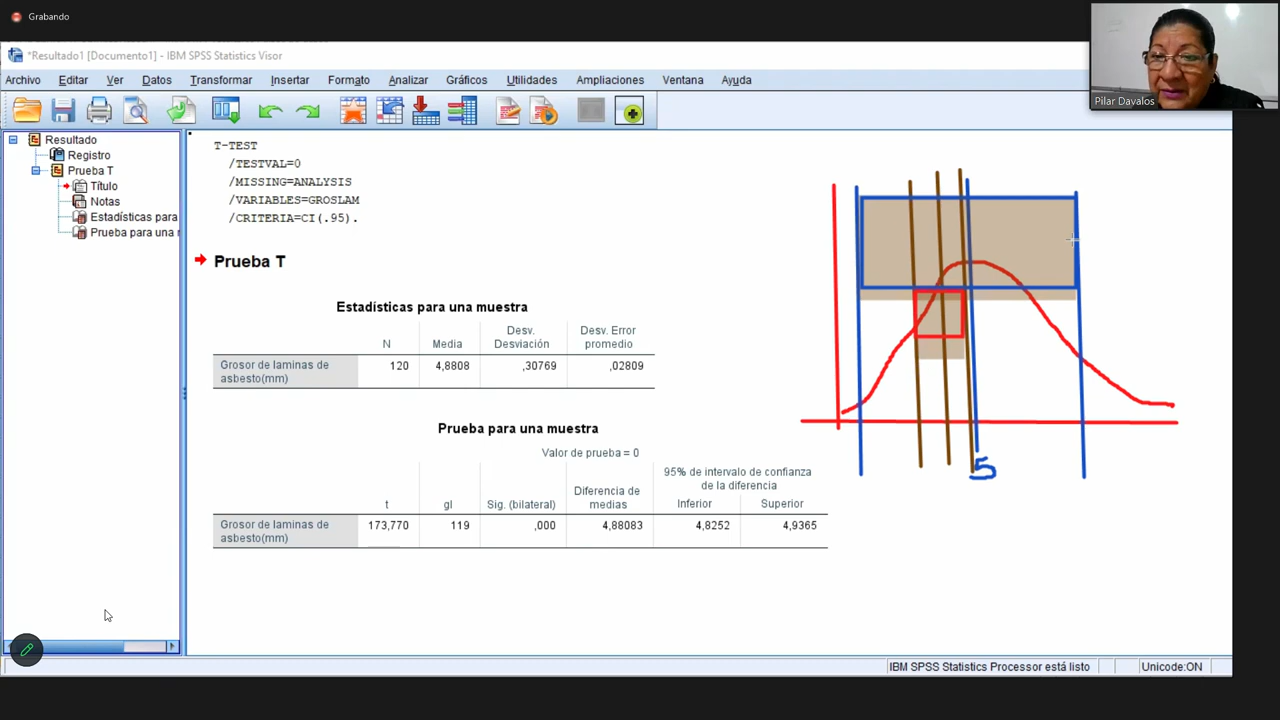 Grabando
*Resultado1 [Documento1] - IBM SPSS Statistics Visor
Archivo Editar Ver Datos Transformar Insertar Formato Analizar Gráficos Utilidades Ampliaciones Ventana Ayuda
Pilar Davalos
Resultado
Registro
Prueba T
Título
Notas
Estadísticas para
Prueba para una r
T-TEST
/TESTVAL=0
/MISSING=ANALYSIS
/VARIABLES=GROSLAM
/CRITERIA=CI(.95).
Prueba T
Estadísticas para una muestra
N Media Desv. Desviación Desv. Error promedio
Grosor de laminas de asbesto(mm) 120 4,8808 ,30769 ,02809
Prueba para una muestra
Valor de prueba = 0
95% de intervalo de confianza de la diferencia
t gl Sig. (bilateral) Diferencia de medias Inferior Superior
Grosor de laminas de asbesto(mm) 173,770 119 ,000 4,88083 4,8252 4,9365
5
IBM SPSS Statistics Processor está listo
Unicode:ON